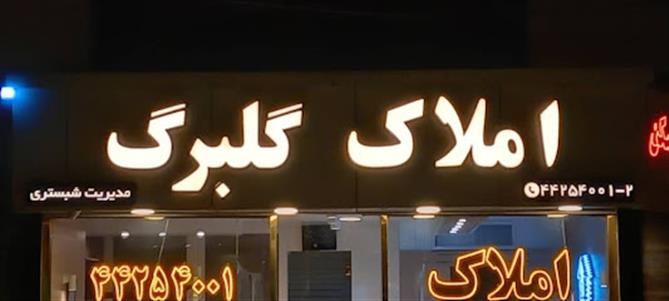 املاک گلبرگ
۴۴۲۵۴۰۰۱-۲
مدیریت شبستری
املاک
۴۴۲۵۴۰۰۱